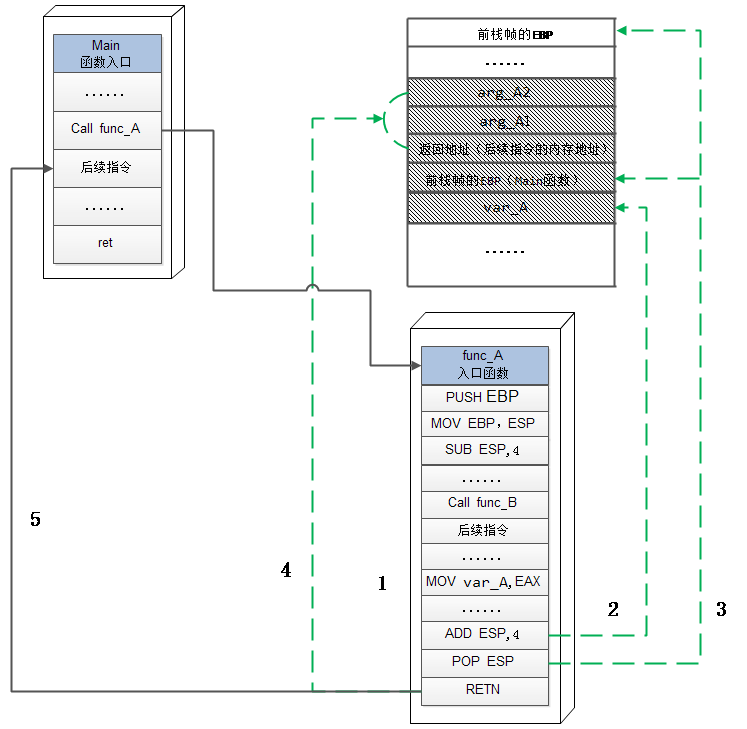 Main
函数入口
······
Call func_A
后续指令
······
ret
前栈帧的EBP
······
arg_A2
arg_A1
返回地址（后续指令的内存地址）
前栈帧的EBP（Main函数）
var_A
······
func_A
入口函数
PUSH EBP
MOV EBP，ESP
SUB ESP,4
······
Call func_B
后续指令
······
MOV var_A,EAX
······
ADD ESP,4
POP ESP
RETN
5
4
1
2
3